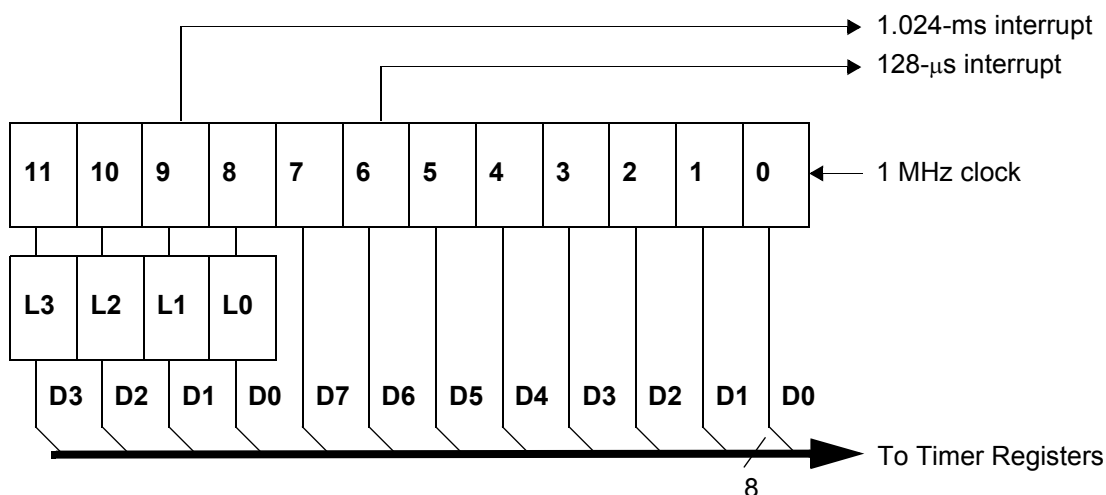 1.024-ms interrupt
128-μs interrupt
11 10 9 8 7 6 5 4 3 2 1 0
1 MHz clock
L3 L2 L1 L0
D3 D2 D1 D0 D7 D6 D5 D4 D3 D2 D1 D0
To Timer Registers
8